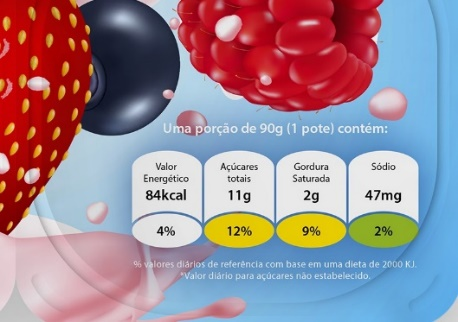 Uma porção de 90g (1 pote) contém:
Valor Energético
84kcal
4%
Açúcares totais
11g
12%
Gordura Saturada
2g
9%
Sódio
47mg
2%
% valores diários de referência com base em uma dieta de 2000 KJ.
*Valor diário para açúcares não estabelecido.